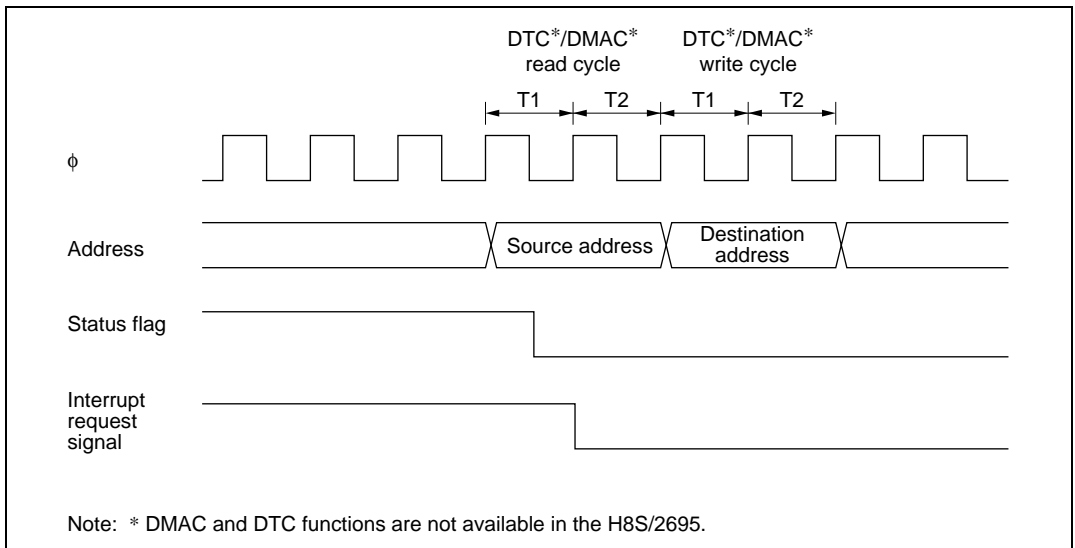 DTC*/DMAC* DTC*/DMAC*
read cycle write cycle
T1 T2 T1 T2
ϕ
Address Source address Destination address
Status flag
Interrupt
request
signal
Note: * DMAC and DTC functions are not available in the H8S/2695.